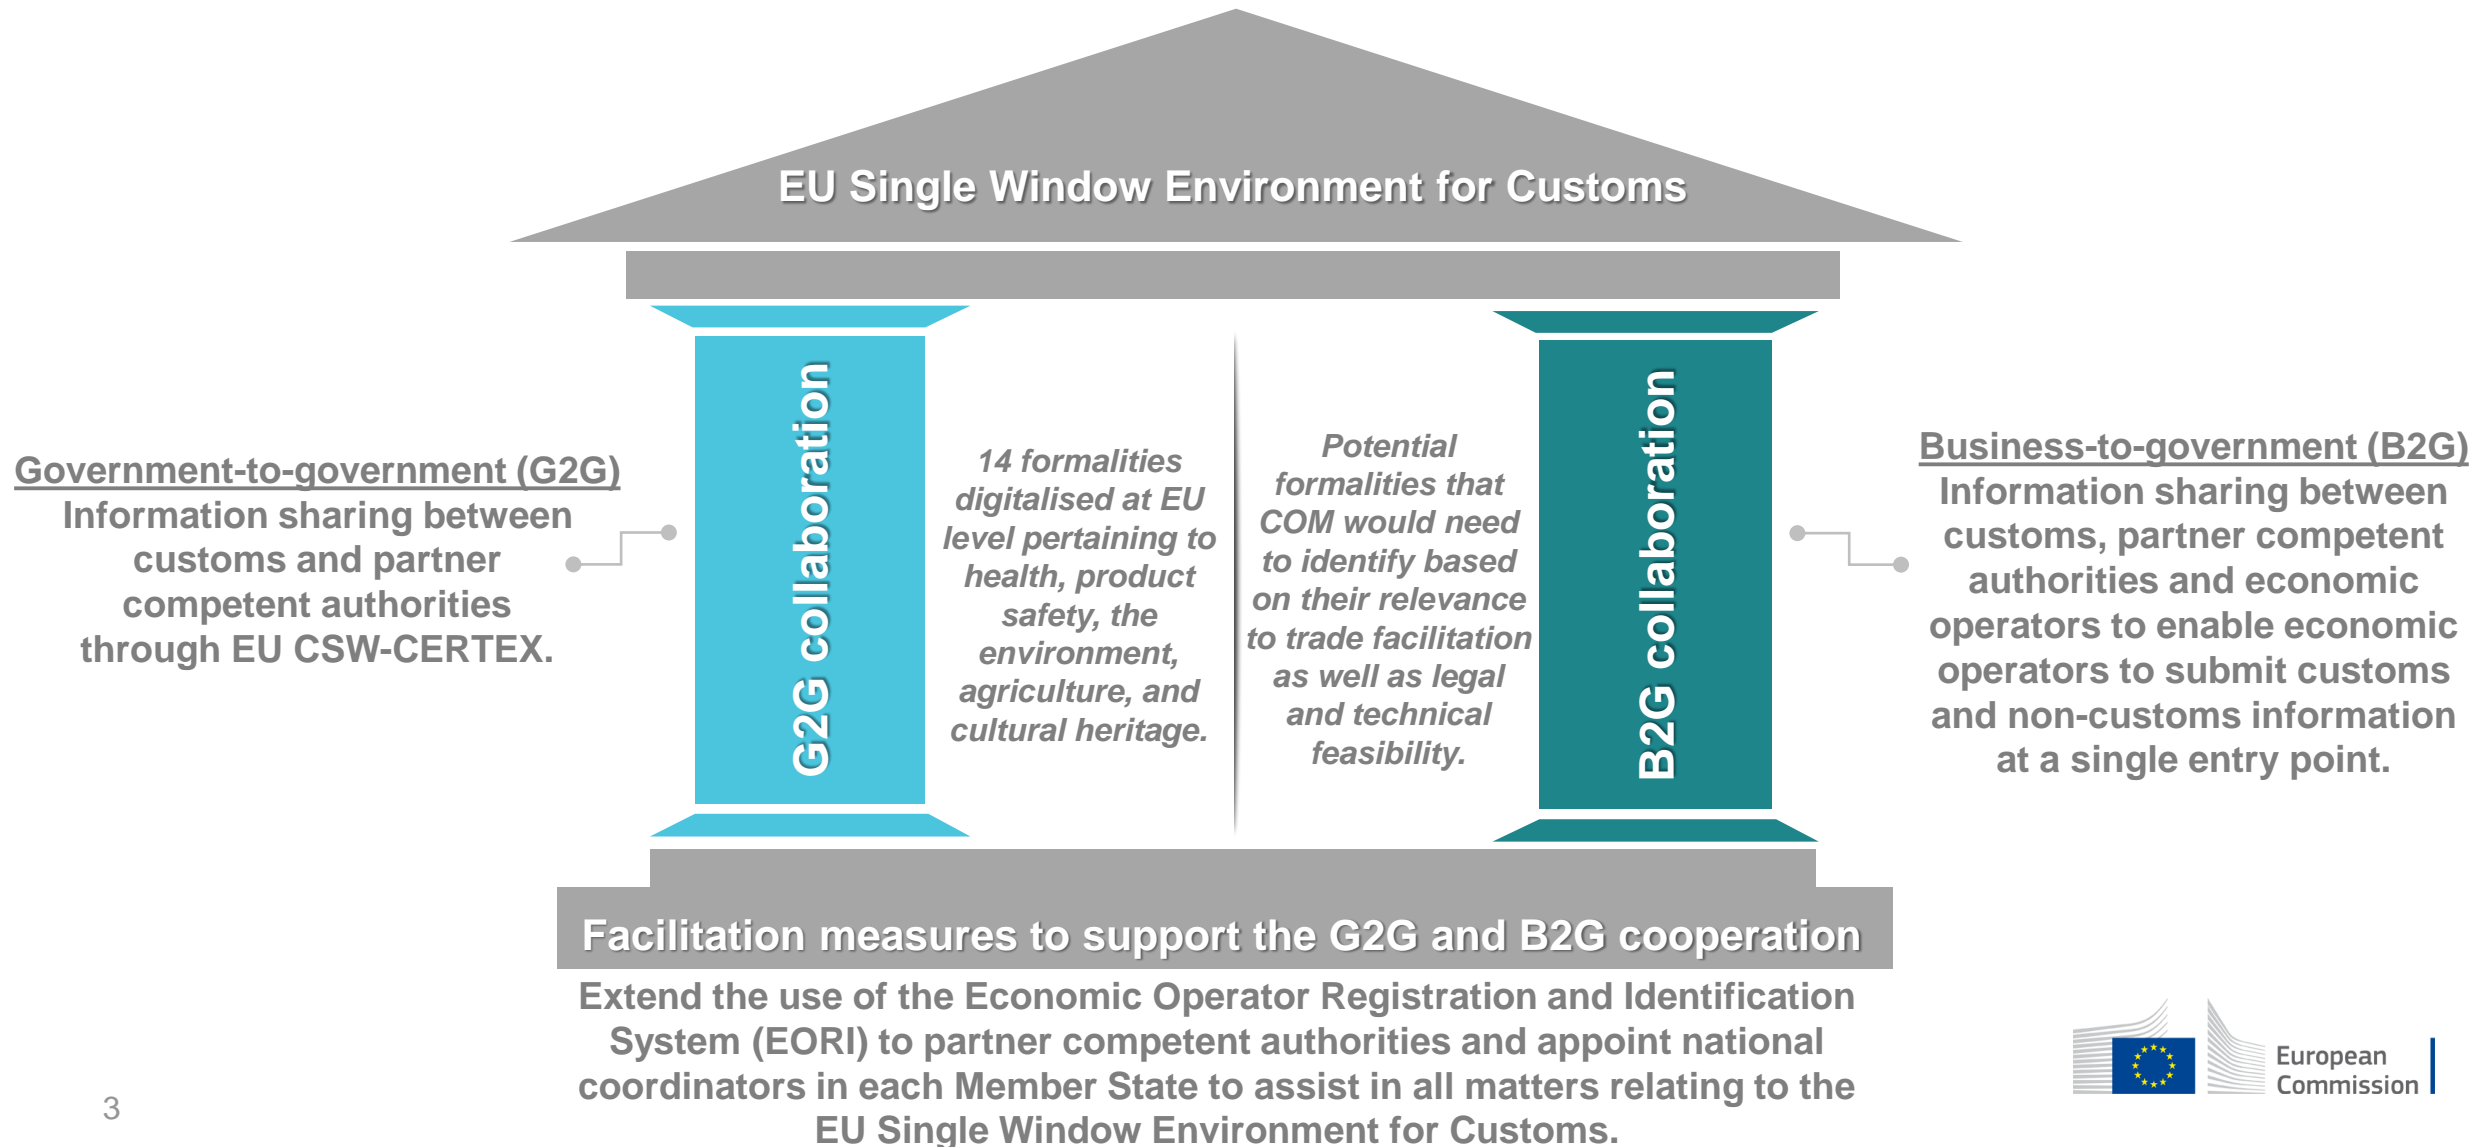 EU Single Window Environment for Customs
Government-to-government (G2G)
Information sharing between
customs and partner
competent authorities
through EU CSW-CERTEX.
G2G collaboration
14 formalities
digitalised at EU
level pertaining to
health, product
safety, the
environment,
agriculture, and
cultural heritage.
Potential
formalities that
COM would need
to identify based
on their relevance
to trade facilitation
as well as legal
and technical
feasibility.
B2G collaboration
Business-to-government (B2G)
Information sharing between
customs, partner competent
authorities and economic
operators to enable economic
operators to submit customs
and non-customs information
at a single entry point.
Facilitation measures to support the G2G and B2G cooperation
Extend the use of the Economic Operator Registration and Identification
System (EORI) to partner competent authorities and appoint national
coordinators in each Member State to assist in all matters relating to the
EU Single Window Environment for Customs.
3
European
Commission